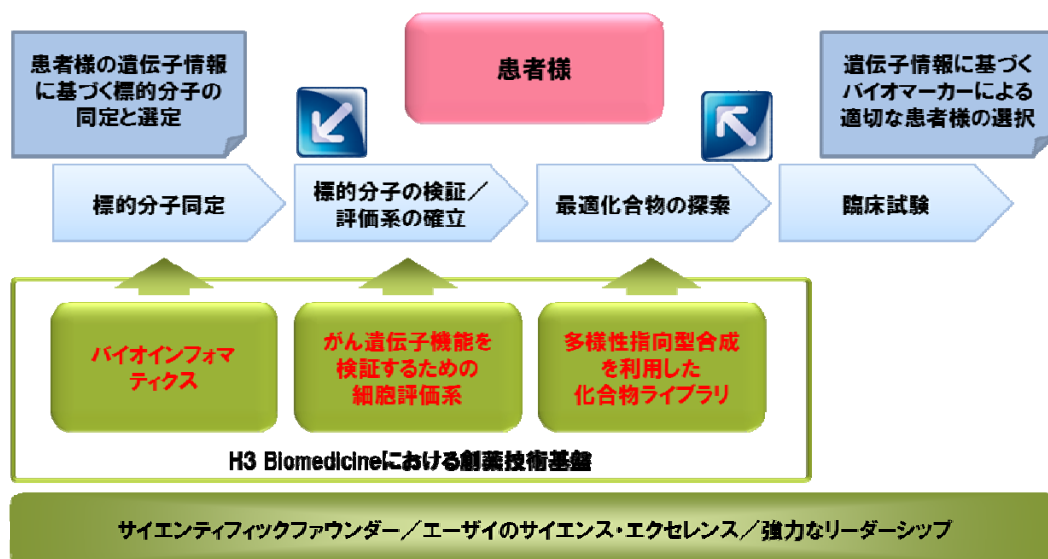 患者様の遺伝子情報
に基づく標的分子の
同定と選定
患者様
遺伝子情報に基づく
バイオマーカーによる
適切な患者様の選択
標的分子同定
標的分子の検証／
評価系の確立
最適化合物の探索
臨床試験
バイオインフォマ
ティクス
がん遺伝子機能を
検証するための
細胞評価系
多様性指向型合成
を利用した
化合物ライブラリ
H3 Biomedicineにおける創薬技術基盤
サイエンティフィックファウンダー／エーザイのサイエンス・エクセレンス／強力なリーダーシップ